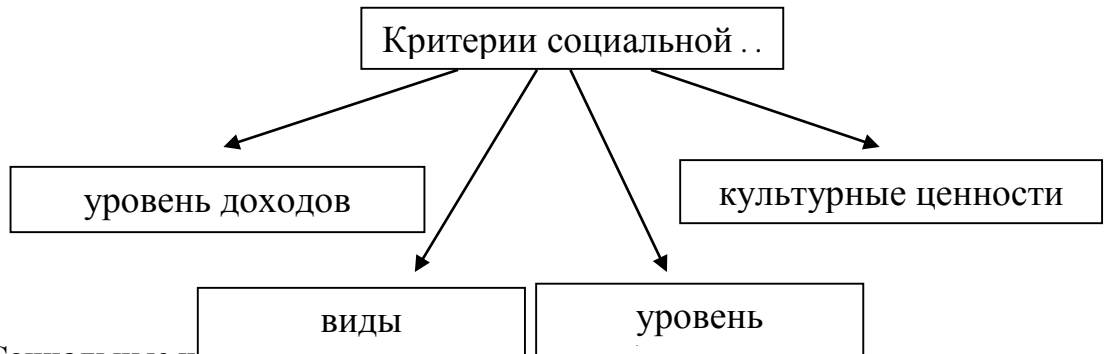 Критерии социальной . .
уровень доходов
культурные ценности
виды
уровень